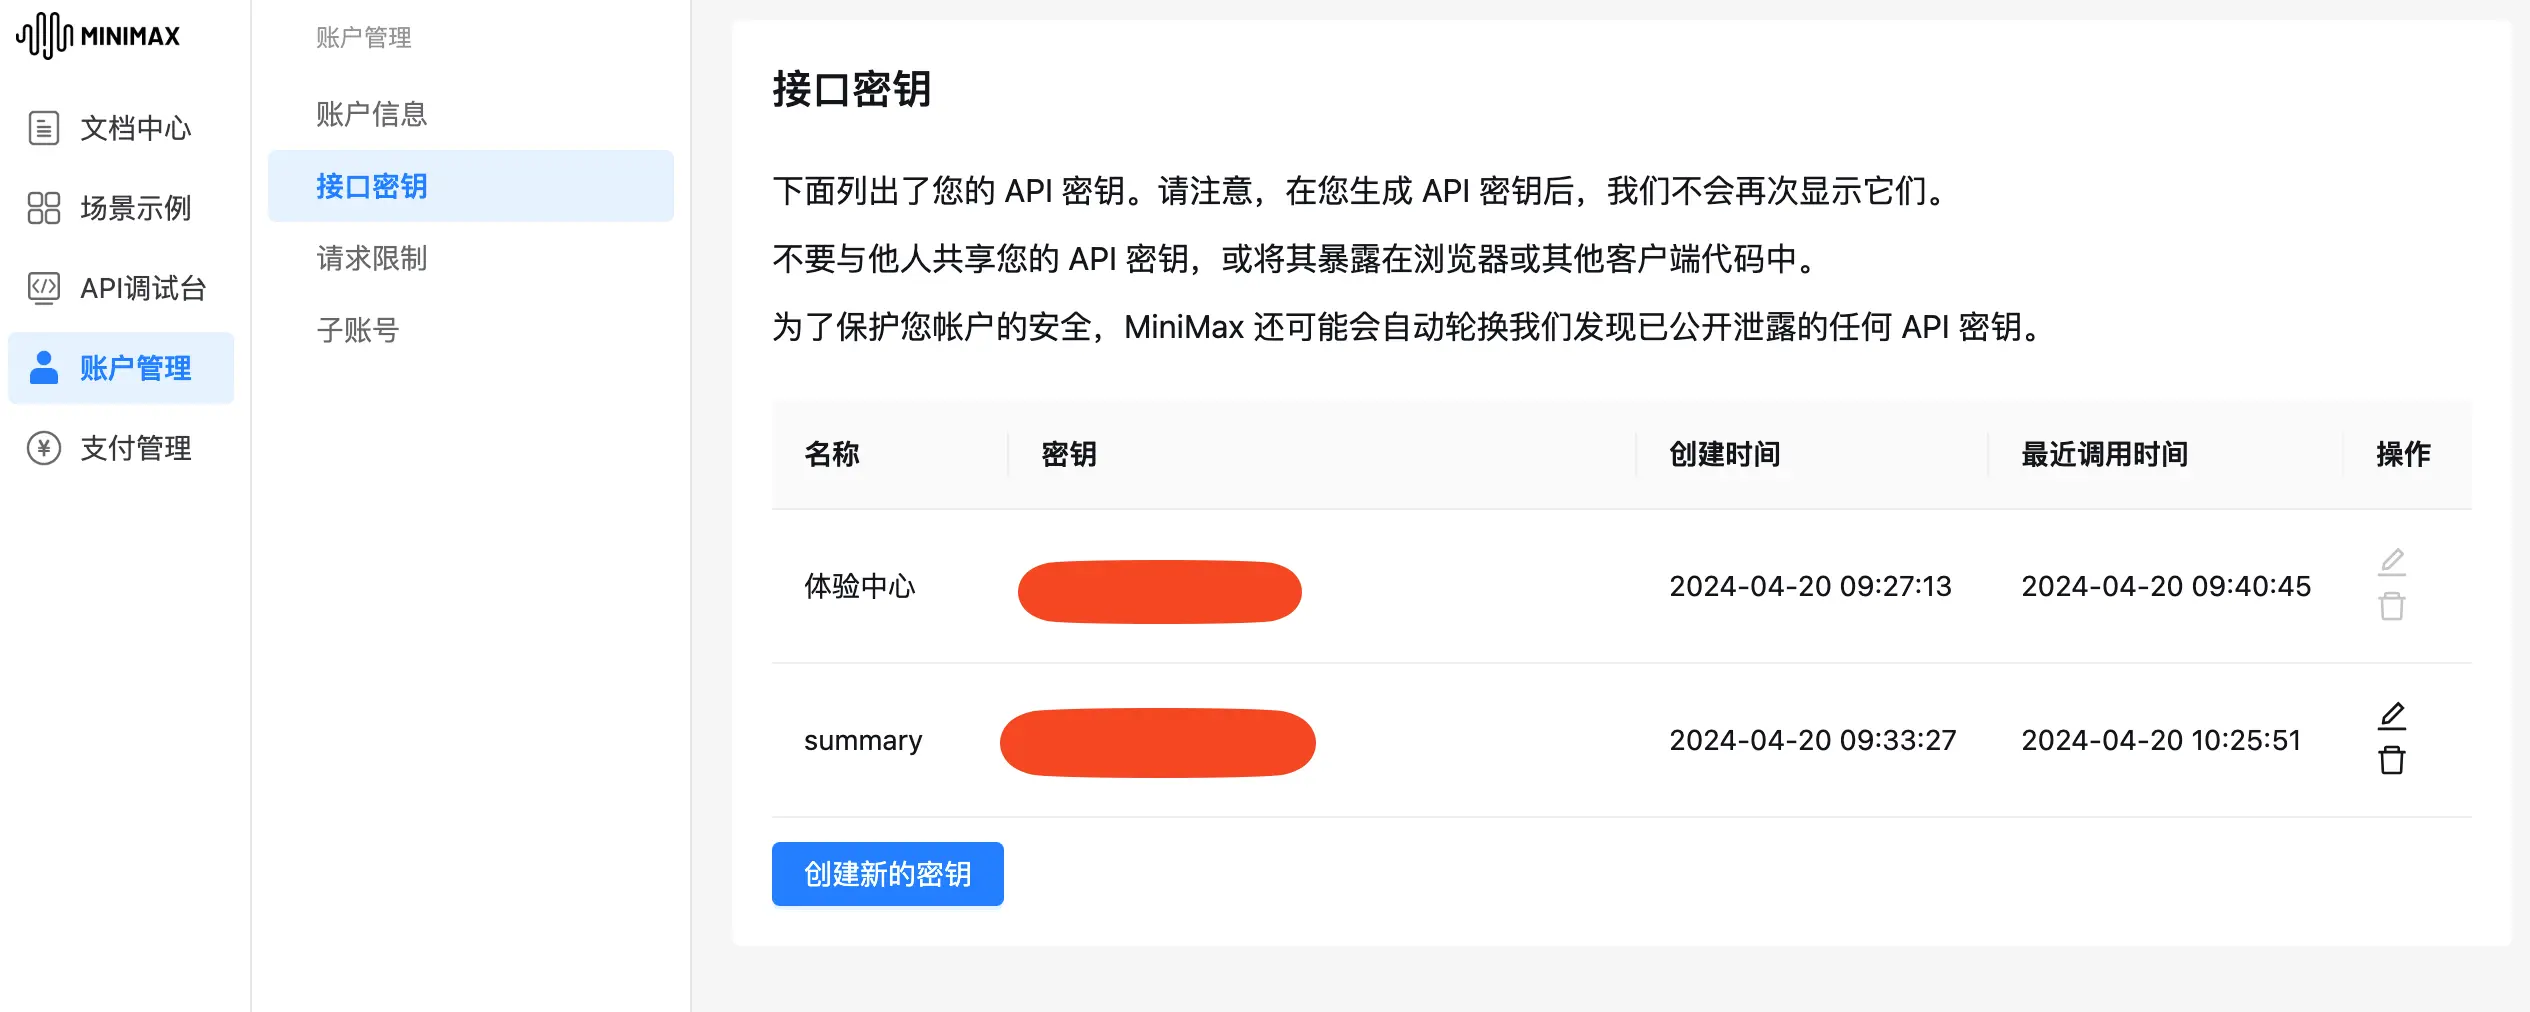 MINIMAX
文档中心
场景示例
API调试台
账户管理
支付管理
账户管理
账户信息
接口密钥
请求限制
子账号
接口密钥
下面列出了您的 API 密钥。请注意，在您生成 API 密钥后，我们不会再次显示它们。
不要与他人共享您的 API 密钥，或将其暴露在浏览器或其他客户端代码中。
为了保护您帐户的安全，MiniMax 还可能会自动轮换我们发现已公开泄露的任何 API 密钥。
名称 密钥 创建时间 最近调用时间 操作
体验中心 2024-04-20 09:27:13 2024-04-20 09:40:45
summary 2024-04-20 09:33:27 2024-04-20 10:25:51
创建新的密钥